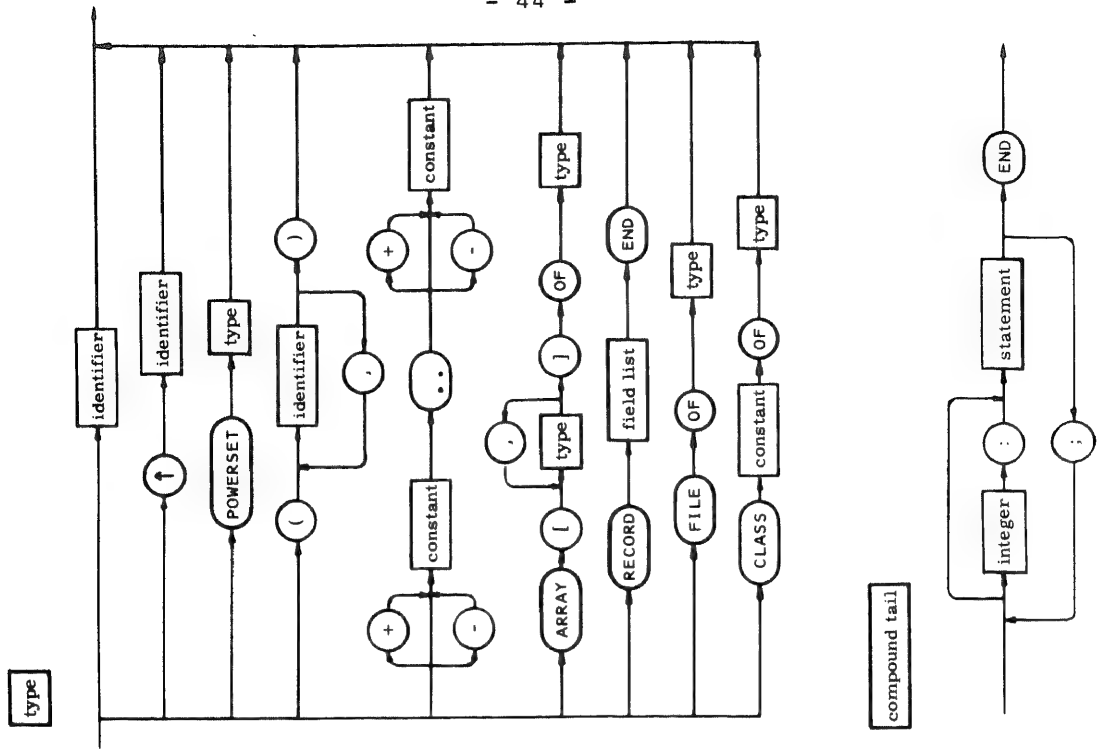 - 44 -
type
identifier
↑ identifier
POWERSET type
( identifier )
,
+ constant .. + constant
- -
,
ARRAY [ type ] OF type
RECORD field list END
FILE OF type
CLASS constant OF type
compound tail
integer : statement END
;